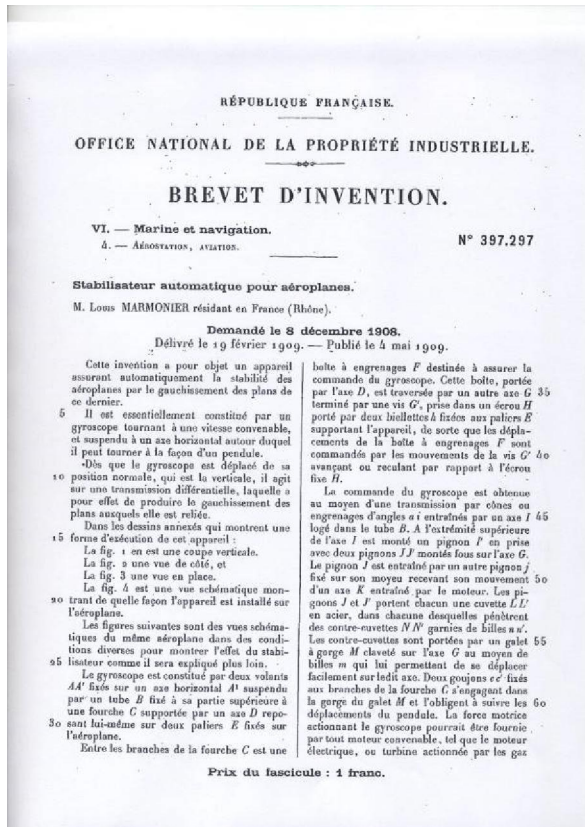 RÉPUBLIQUE FRANÇAISE.
OFFICE NATIONAL DE LA PROPRIÉTÉ INDUSTRIELLE.
BREVET D'INVENTION.
VI. — Marine et navigation.
4. — AÉROSTATION, AVIATION.
N° 397.297
Stabilisateur automatique pour aéroplanes.
M. Louis MARMONIER résidant en France (Rhône).
Demandé le 8 décembre 1908.
Délivré le 19 février 1909. — Publié le 4 mai 1909.
Cette invention a pour objet un appareil
assurant automatiquement la stabilité des
aéroplanes par le gauchissement des plans de
ce dernier.
5 Il est essentiellement constitué par un
gyroscope tournant à une vitesse convenable,
et suspendu à un axe horizontal autour duquel
il peut tourner à la façon d'un pendule.
Dès que le gyroscope est déplacé de sa
10 position normale, qui est la verticale, il agit
sur une transmission différentielle, laquelle a
pour effet de produire le gauchissement des
plans auxquels elle est reliée.
Dans les dessins annexés qui montrent une
15 forme d'exécution de cet appareil :
La fig. 1 en est une coupe verticale.
La fig. 2 une vue de côté, et
La fig. 3 une vue en place.
La fig. 4 est une vue schématique mon-
20 trant de quelle façon l'appareil est installé sur
l'aéroplane.
Les figures suivantes sont des vues schéma-
tiques du même aéroplane dans des condi-
tions diverses pour montrer l'effet du stabi-
25 lisateur comme il sera expliqué plus loin.
Le gyroscope est constitué par deux volants
AA' fixés sur un axe horizontal A¹ suspendu
par un tube B fixé à sa partie supérieure à
une fourche C supportée par un axe D repo-
30 sant lui-même sur deux paliers E fixés sur
l'aéroplane.
Entre les branches de la fourche C est une
boîte à engrenages F destinée à assurer la
commande du gyroscope. Cette boîte, portée
par l'axe D, est traversée par un autre axe G 35
terminé par une vis G', prise dans un écrou H
porté par deux biellettes h fixées aux paliers E
supportant l'appareil, de sorte que les dépla-
cements de la boîte à engrenages F sont
commandés par les mouvements de la vis G' 40
avançant ou reculant par rapport à l'écrou
fixe H.
La commande du gyroscope est obtenue
au moyen d'une transmission par cônes ou
engrenages d'angles a i entraînés par un axe I 45
logé dans le tube B. A l'extrémité supérieure
de l'axe I est monté un pignon i' en prise
avec deux pignons J J' montés fous sur l'axe G.
Le pignon J est entraîné par un autre pignon j
fixé sur son moyeu recevant son mouvement 50
d'un axe K entraîné par le moteur. Les pi-
gnons J et J' portent chacun une cuvette L L'
en acier, dans chacune desquelles pénètrent
des contre-cuvettes N N' garnies de billes n n'.
Les contre-cuvettes sont portées par un galet 55
à gorge M claveté sur l'axe G au moyen de
billes m qui lui permettent de se déplacer
facilement sur ledit axe. Deux goujons c c' fixés
aux branches de la fourche C s'engagent dans
la gorge du galet M et l'obligent à suivre les 60
déplacements du pendule. La force motrice
actionnant le gyroscope pourrait être fournie
par tout moteur convenable, tel que le moteur
électrique, ou turbine actionnée par les gaz
Prix du fascicule : 1 franc.